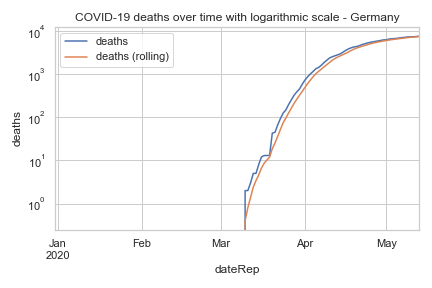 COVID-19 deaths over time with logarithmic scale - Germany
deaths
deaths (rolling)
10⁴
10³
10²
10¹
10⁰
deaths
Jan Feb Mar Apr May
2020
dateRep